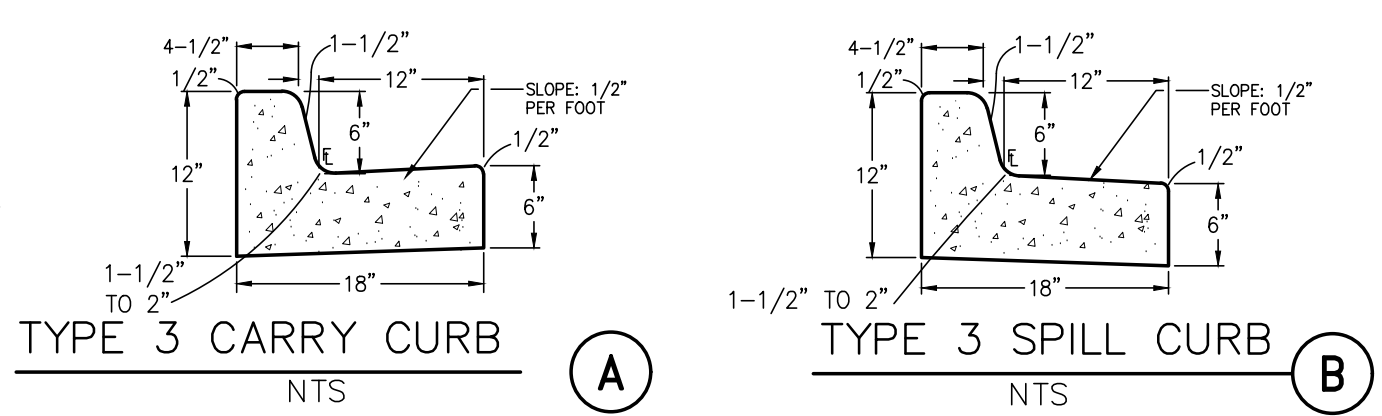 4-1/2"
1-1/2"
1/2"
12"
SLOPE: 1/2"
PER FOOT
6"
1/2"
12"
FL
6"
1-1/2"
TO 2"
18"
TYPE 3 CARRY CURB
A
NTS
4-1/2"
1-1/2"
1/2"
12"
SLOPE: 1/2"
PER FOOT
6"
1/2"
12"
FL
6"
1-1/2" TO 2"
18"
TYPE 3 SPILL CURB
B
NTS